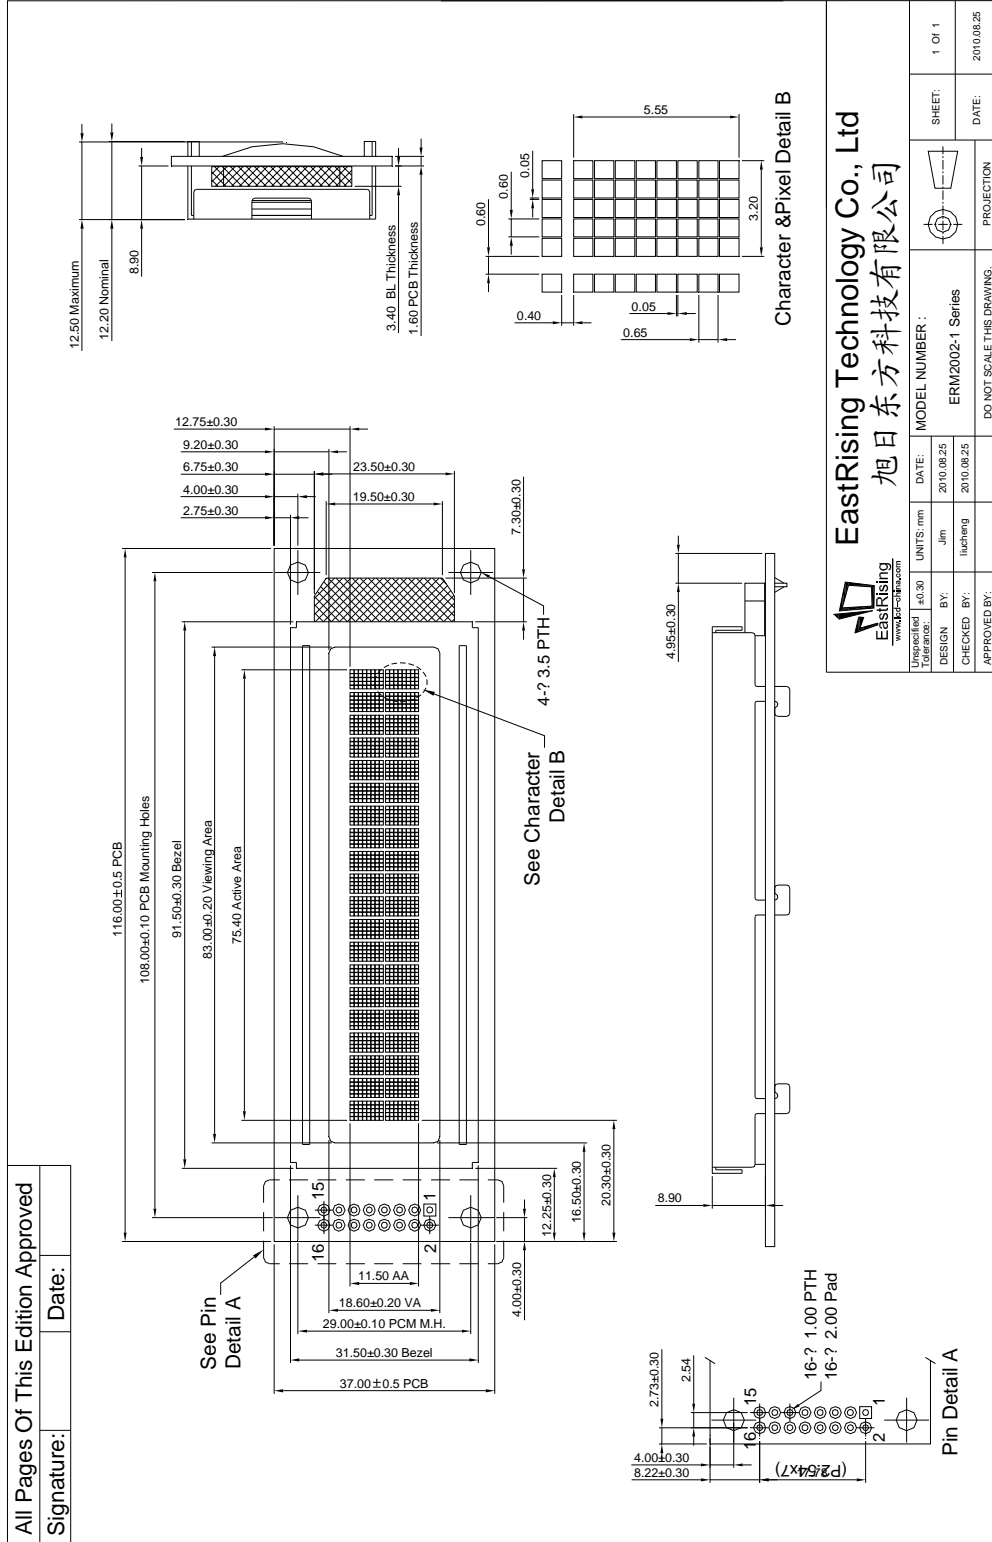 All Pages Of This Edition Approved
Signature:
Date:
12.50 Maximum
12.20 Nominal
8.90
3.40 BL Thickness
1.60 PCB Thickness
5.55
0.05
0.60
0.60
3.20
0.40
0.05
0.65
Character &Pixel Detail B
12.75±0.30
9.20±0.30
6.75±0.30
4.00±0.30
2.75±0.30
23.50±0.30
19.50±0.30
7.30±0.30
116.00±0.5 PCB
108.00±0.10 PCB Mounting Holes
91.50±0.30 Bezel
83.00±0.20 Viewing Area
75.40 Active Area
4-? 3.5 PTH
See Character
Detail B
See Pin
Detail A
16
15
2
1
11.50 AA
18.60±0.20 VA
29.00±0.10 PCM M.H.
31.50±0.30 Bezel
37.00±0.5 PCB
4.00±0.30
12.25±0.30
16.50±0.30
20.30±0.30
4.95±0.30
8.90
2.73±0.30
2.54
4.00±0.30
8.22±0.30
(P2.54x7)
16
15
2
1
16-? 1.00 PTH
16-? 2.00 Pad
Pin Detail A
EastRising
www.lcd-china.com
EastRising Technology Co., Ltd
旭日东方科技有限公司
Unspecified
Tolerance:
±0.30
UNITS: mm
DATE:
MODEL NUMBER :
SHEET:
1 Of 1
DESIGN BY:
Jim
2010.08.25
ERM2002-1 Series
CHECKED BY:
liucheng
2010.08.25
APPROVED BY:
DO NOT SCALE THIS DRAWING.
PROJECTION
DATE:
2010.08.25